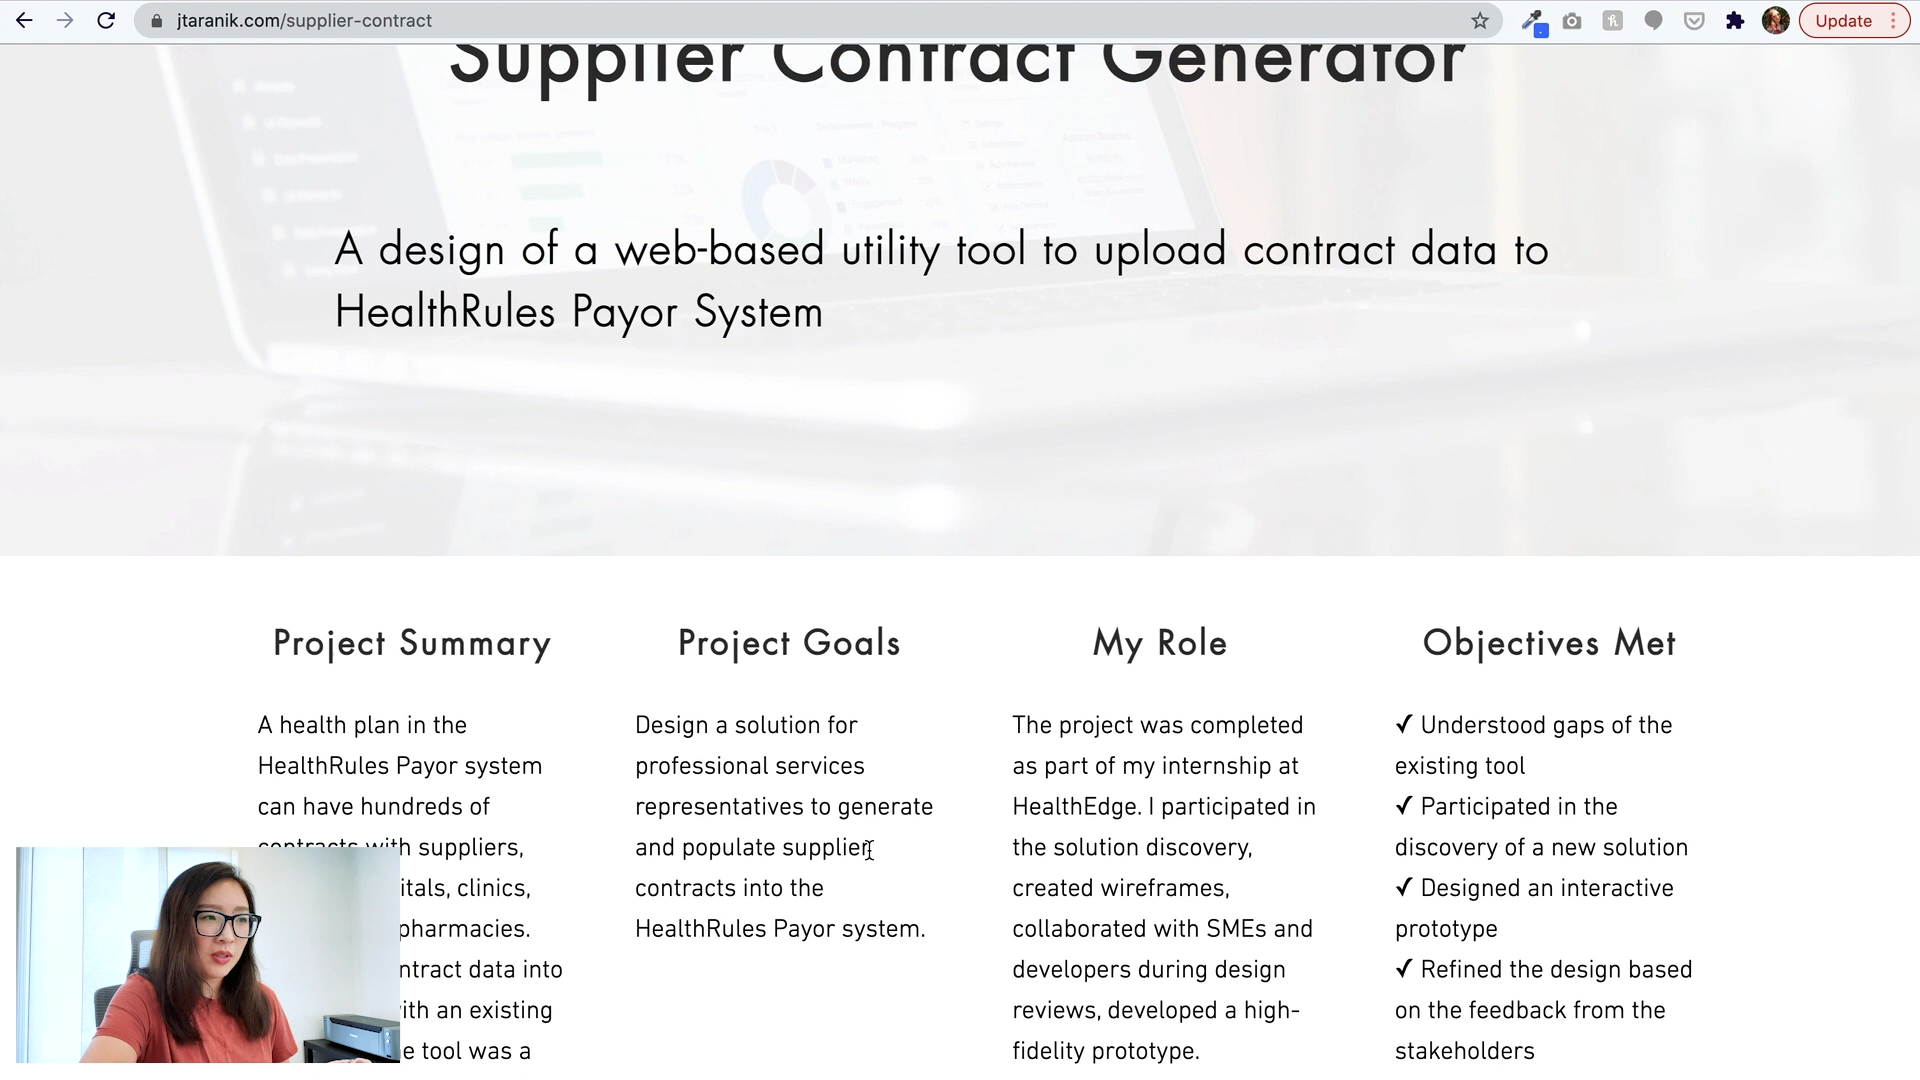 jtaranik.com/supplier-contract
Update
Supplier Contract Generator
A design of a web-based utility tool to upload contract data to
HealthRules Payor System
Project Summary
A health plan in the
HealthRules Payor system
can have hundreds of
contracts with suppliers,
itals, clinics,
pharmacies.
ntract data into
ith an existing
e tool was a
Project Goals
Design a solution for
professional services
representatives to generate
and populate supplier
contracts into the
HealthRules Payor system.
My Role
The project was completed
as part of my internship at
HealthEdge. I participated in
the solution discovery,
created wireframes,
collaborated with SMEs and
developers during design
reviews, developed a high-
fidelity prototype.
Objectives Met
✓ Understood gaps of the
existing tool
✓ Participated in the
discovery of a new solution
✓ Designed an interactive
prototype
✓ Refined the design based
on the feedback from the
stakeholders